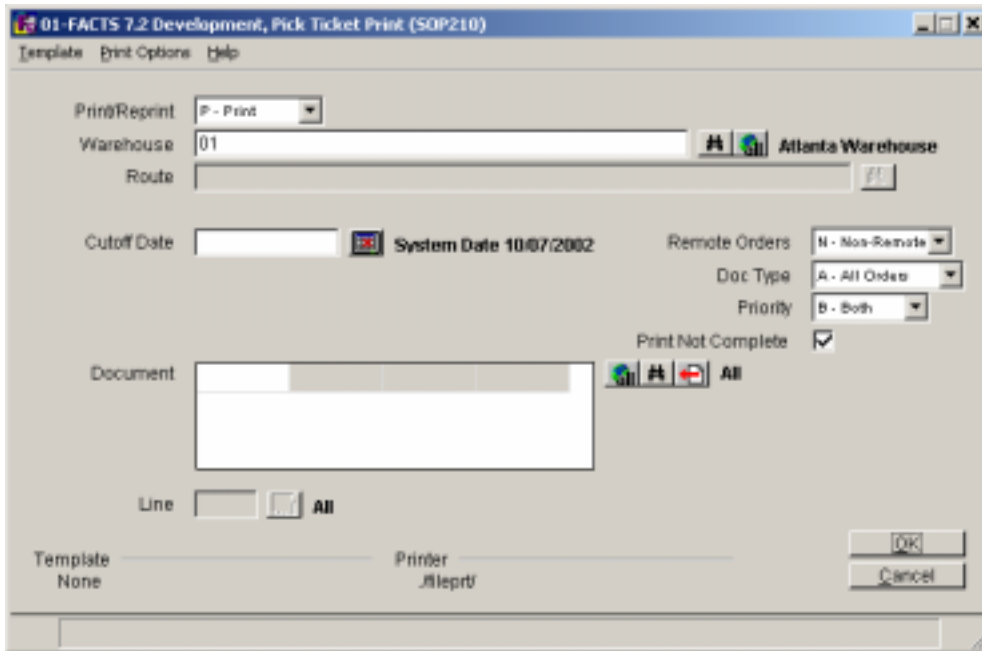 01-FACTS 7.2 Development, Pick Ticket Print (SOP210)
Template Print Options Help
Print/Reprint P - Print
Warehouse 01 Atlanta Warehouse
Route
Cutoff Date System Date 10/07/2002 Remote Orders N - Non-Remote
Doc Type A - All Orders
Priority B - Both
Print Not Complete
Document All
Line All
OK
Template Printer
None ./fileprt/
Cancel